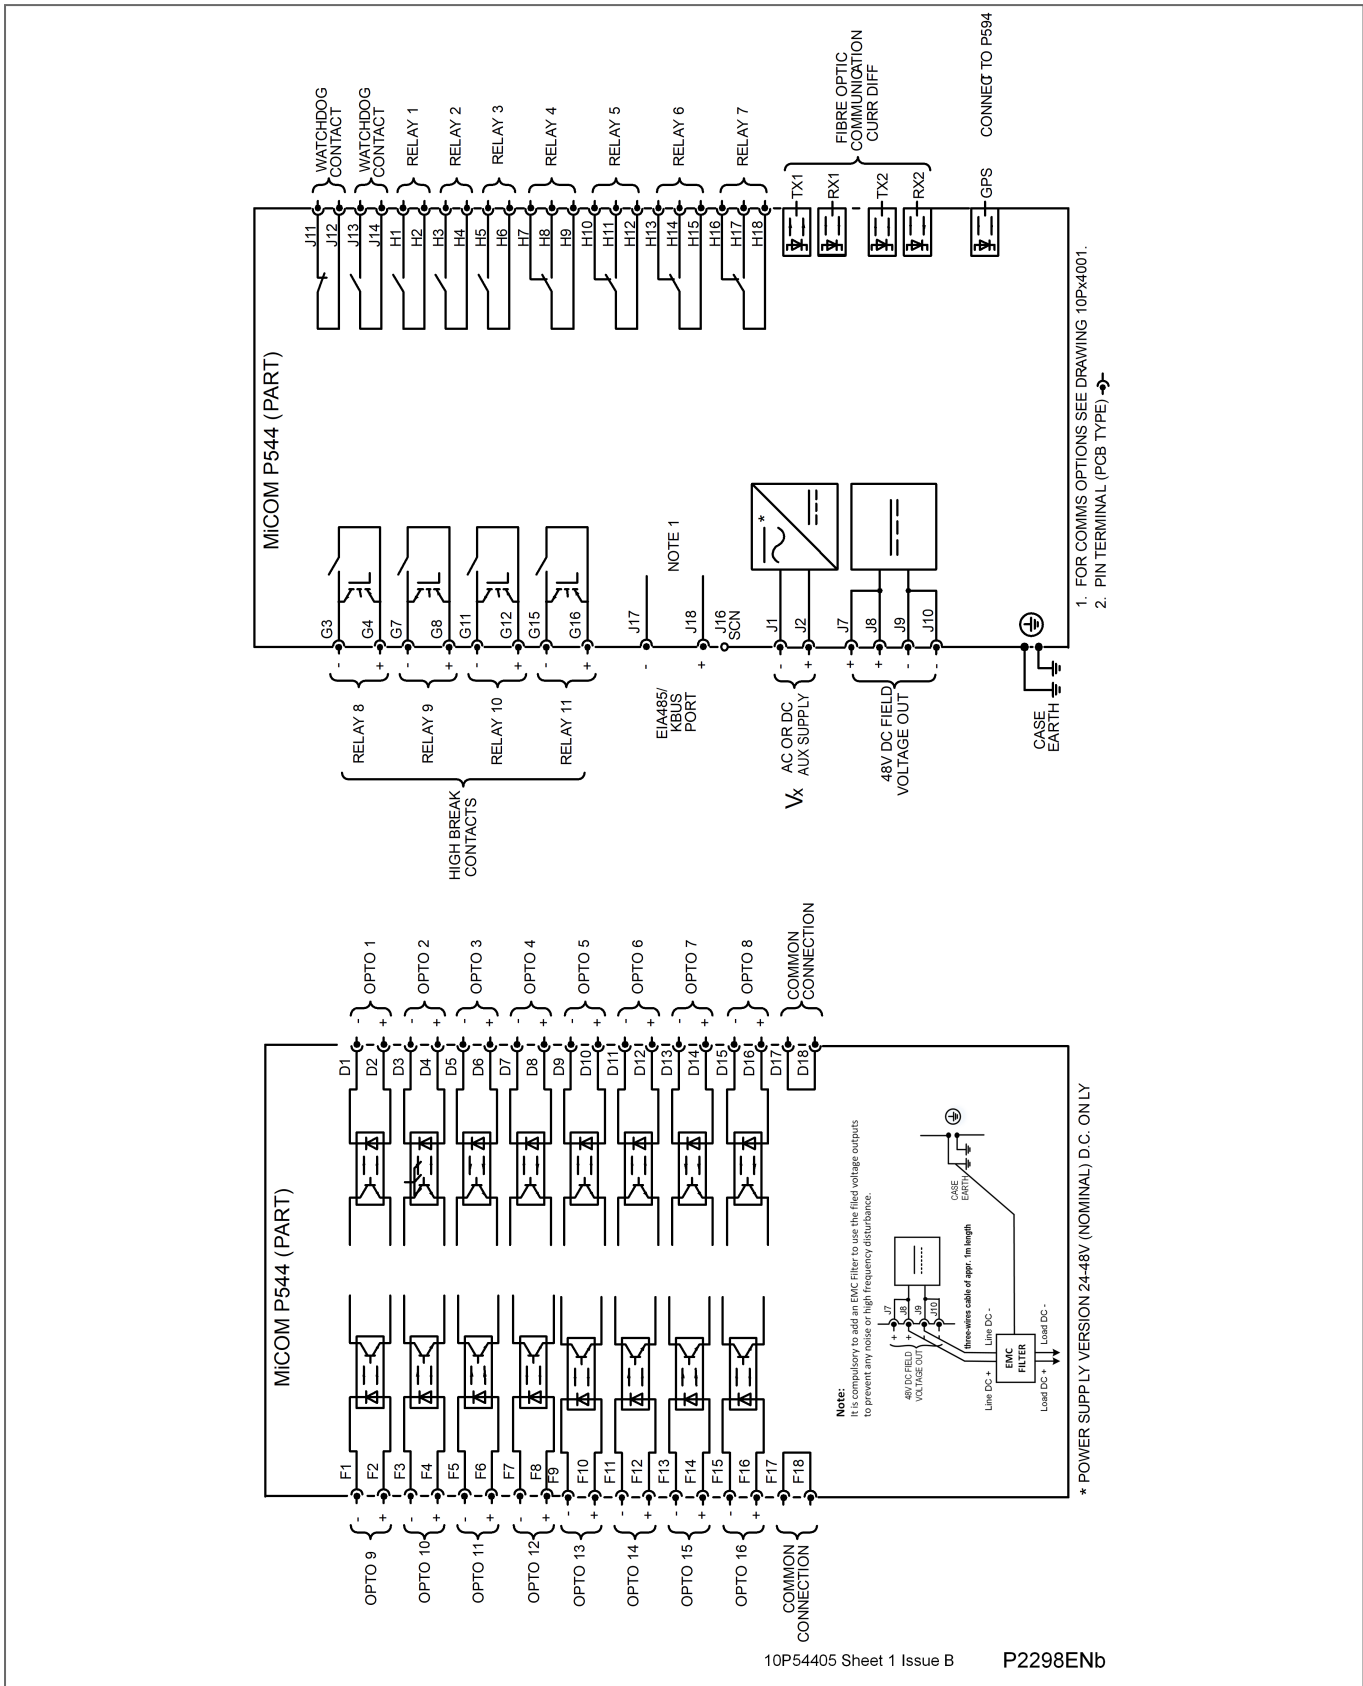 WATCHDOG
CONTACT
WATCHDOG
CONTACT
RELAY 1
RELAY 2
RELAY 3
RELAY 4
RELAY 5
RELAY 6
RELAY 7
FIBRE OPTIC
COMMUNICATION
CURR DIFF
TX1
RX1
TX2
RX2
GPS
CONNECT TO P594
J11
J12
J13
J14
H1
H2
H3
H4
H5
H6
H7
H8
H9
H10
H11
H12
H13
H14
H15
H16
H17
H18
MiCOM P544 (PART)
G3
G4
G7
G8
G11
G12
G15
G16
J17
NOTE 1
J18
J16
SCN
*
J1
J2
J7
J8
J9
J10
-
+
-
+
-
+
-
+
-
+
-
+
+
+
-
-
RELAY 8
RELAY 9
RELAY 10
RELAY 11
HIGH BREAK
CONTACTS
EIA485/
KBUS
PORT
AC OR DC
AUX SUPPLY
Vx
48V DC FIELD
VOLTAGE OUT
CASE
EARTH
1. FOR COMMS OPTIONS SEE DRAWING 10Px4001.
2. PIN TERMINAL (PCB TYPE)
OPTO 1
OPTO 2
OPTO 3
OPTO 4
OPTO 5
OPTO 6
OPTO 7
OPTO 8
COMMON
CONNECTION
-
+
-
+
-
+
-
+
-
+
-
+
-
+
-
+
D1
D2
D3
D4
D5
D6
D7
D8
D9
D10
D11
D12
D13
D14
D15
D16
D17
D18
MiCOM P544 (PART)
F1
F2
F3
F4
F5
F6
F7
F8
F9
F10
F11
F12
F13
F14
F15
F16
F17
F18
-
+
-
+
-
+
-
+
-
+
-
+
-
+
-
+
OPTO 9
OPTO 10
OPTO 11
OPTO 12
OPTO 13
OPTO 14
OPTO 15
OPTO 16
COMMON
CONNECTION
Note:
It is compulsory to add an EMC Filter to use the filed voltage outputs
to prevent any noise or high frequency disturbance.
J7
J8
J9
J10
+
+
-
-
48V DC FIELD
VOLTAGE OUT
three-wires cable of appr. 1m length
CASE
EARTH
Line DC -
Line DC +
EMC
FILTER
Load DC -
Load DC +
* POWER SUPPLY VERSION 24-48V (NOMINAL) D.C. ONLY
10P54405 Sheet 1 Issue B
P2298ENb